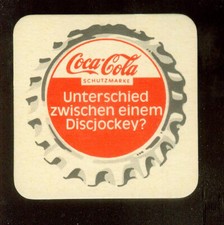 Coca-Cola
SCHUTZMARKE
Unterschied
zwischen einem
Discjockey?